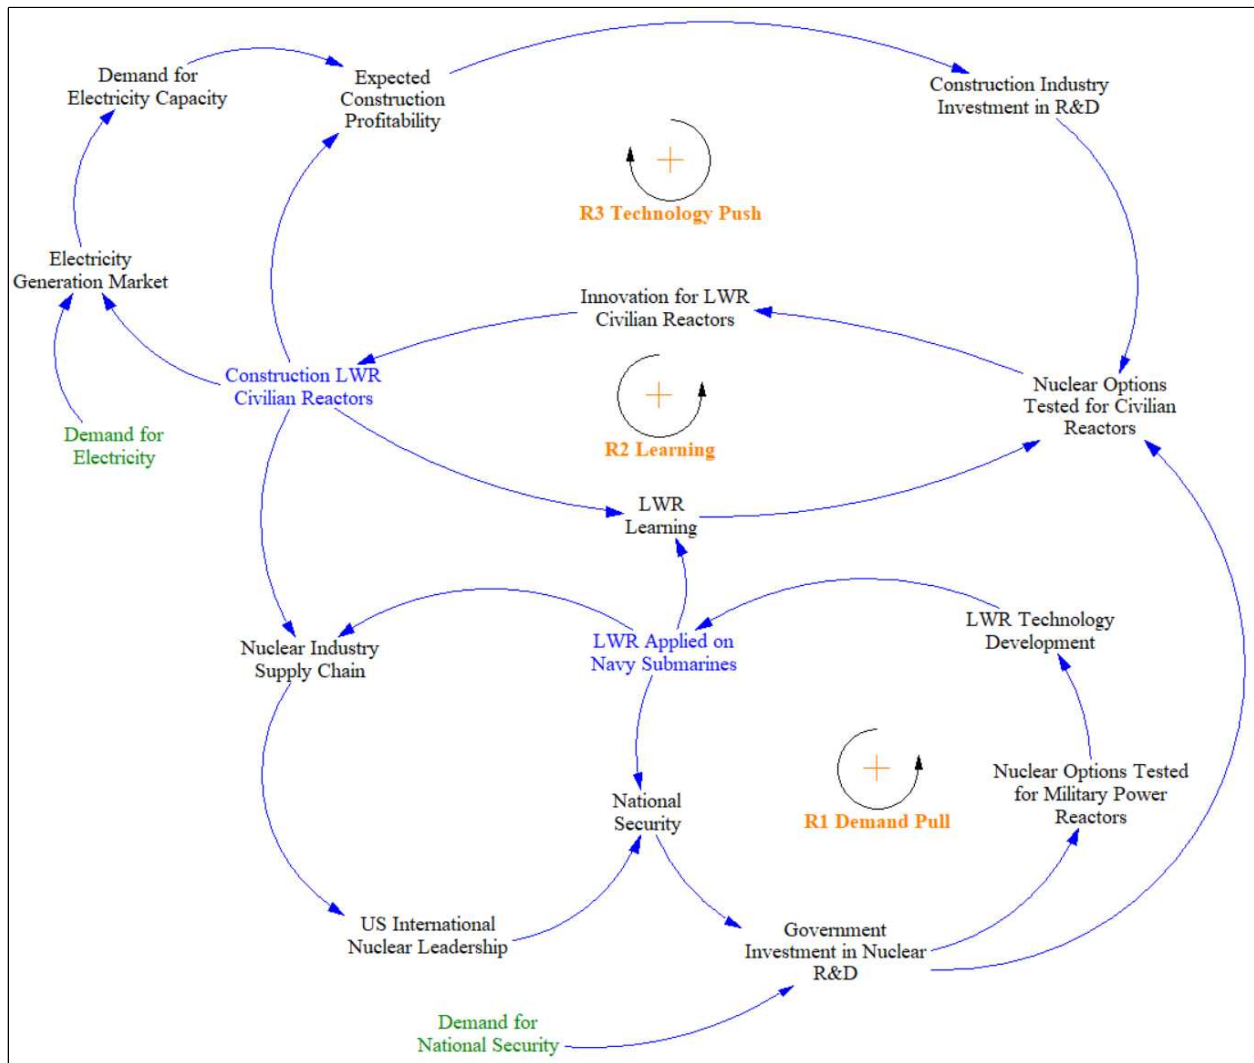 Demand for
Electricity Capacity
Expected
Construction
Profitability
Construction Industry
Investment in R&D
R3 Technology Push
Electricity
Generation Market
Innovation for LWR
Civilian Reactors
Construction LWR
Civilian Reactors
Nuclear Options
Tested for Civilian
Reactors
Demand for
Electricity
R2 Learning
LWR
Learning
Nuclear Industry
Supply Chain
LWR Applied on
Navy Submarines
LWR Technology
Development
National
Security
R1 Demand Pull
Nuclear Options Tested
for Military Power
Reactors
US International
Nuclear Leadership
Government
Investment in Nuclear
R&D
Demand for
National Security